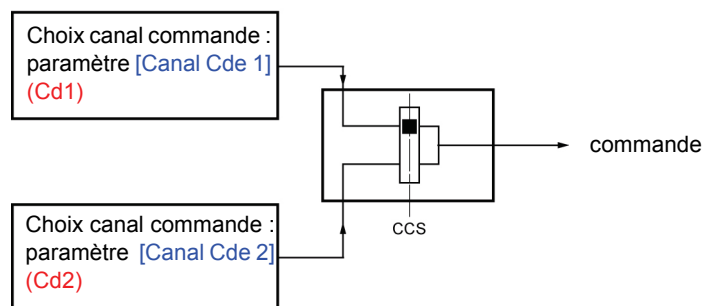 Choix canal commande :
paramètre [Canal Cde 1]
(Cd1)
commande
CCS
Choix canal commande :
paramètre [Canal Cde 2]
(Cd2)